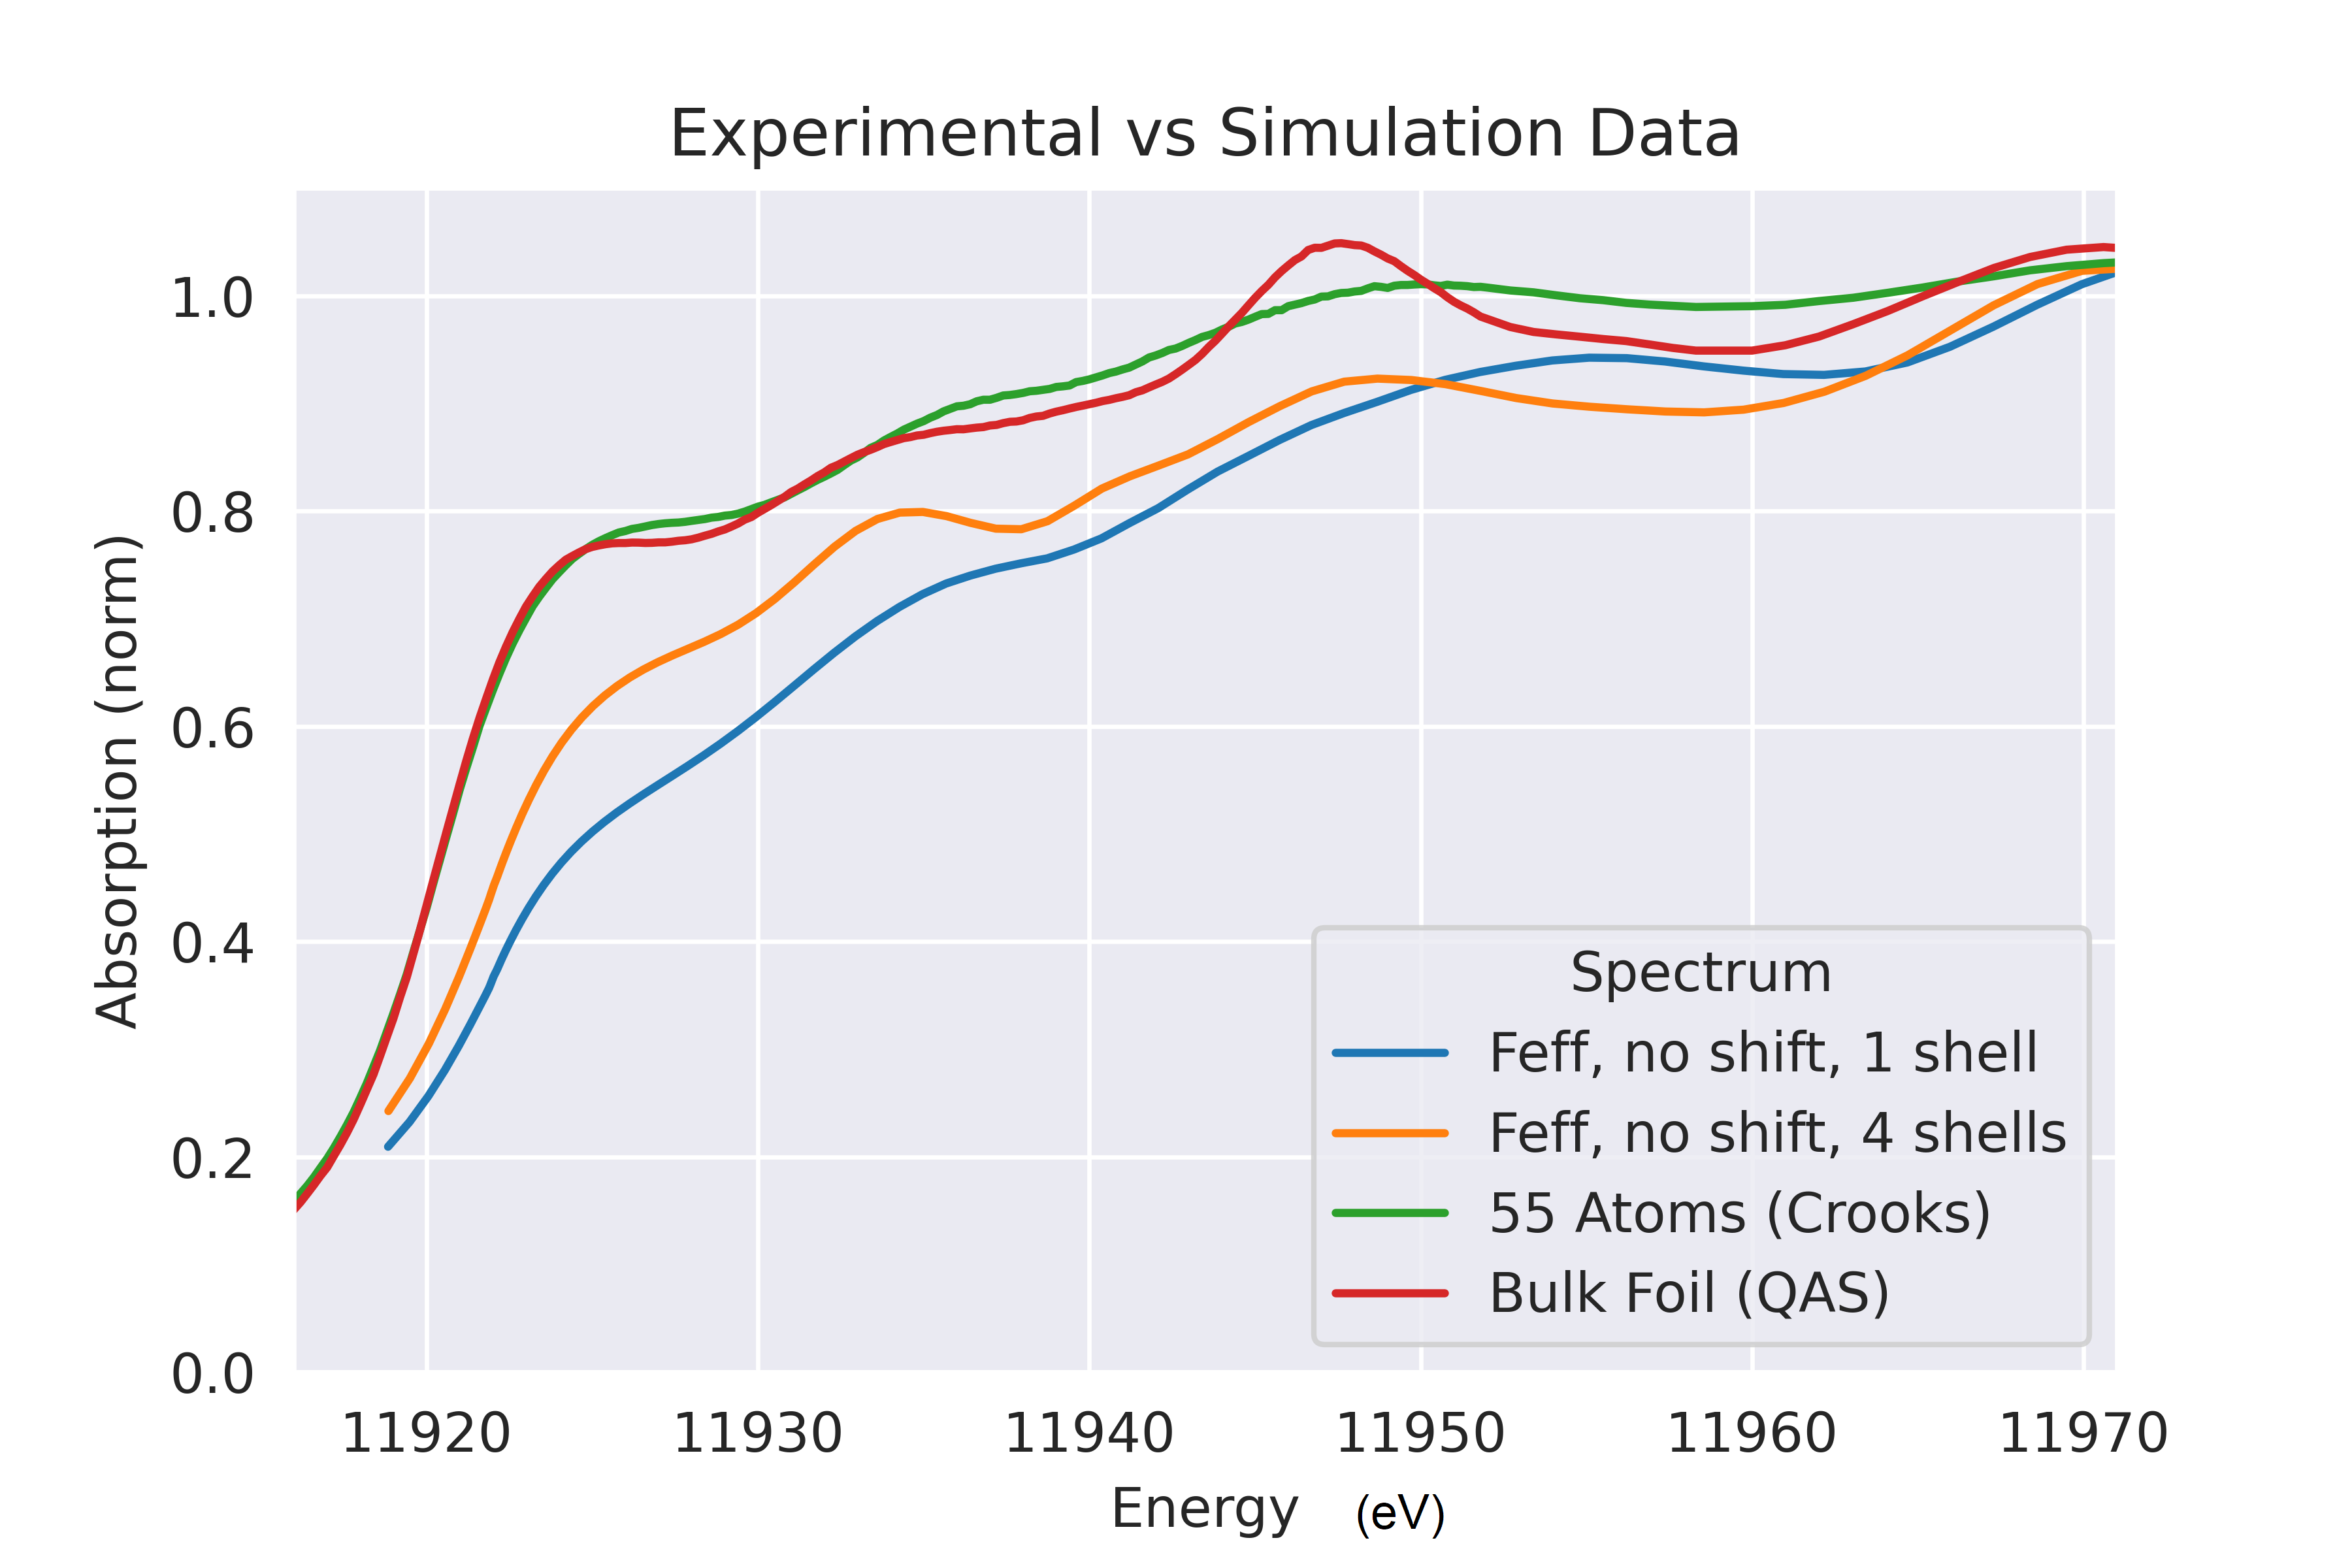 Experimental vs Simulation Data
Absorption (norm)
1.0
0.8
0.6
0.4
0.2
0.0
Spectrum
Feff, no shift, 1 shell
Feff, no shift, 4 shells
55 Atoms (Crooks)
Bulk Foil (QAS)
11920 11930 11940 11950 11960 11970
Energy (eV)